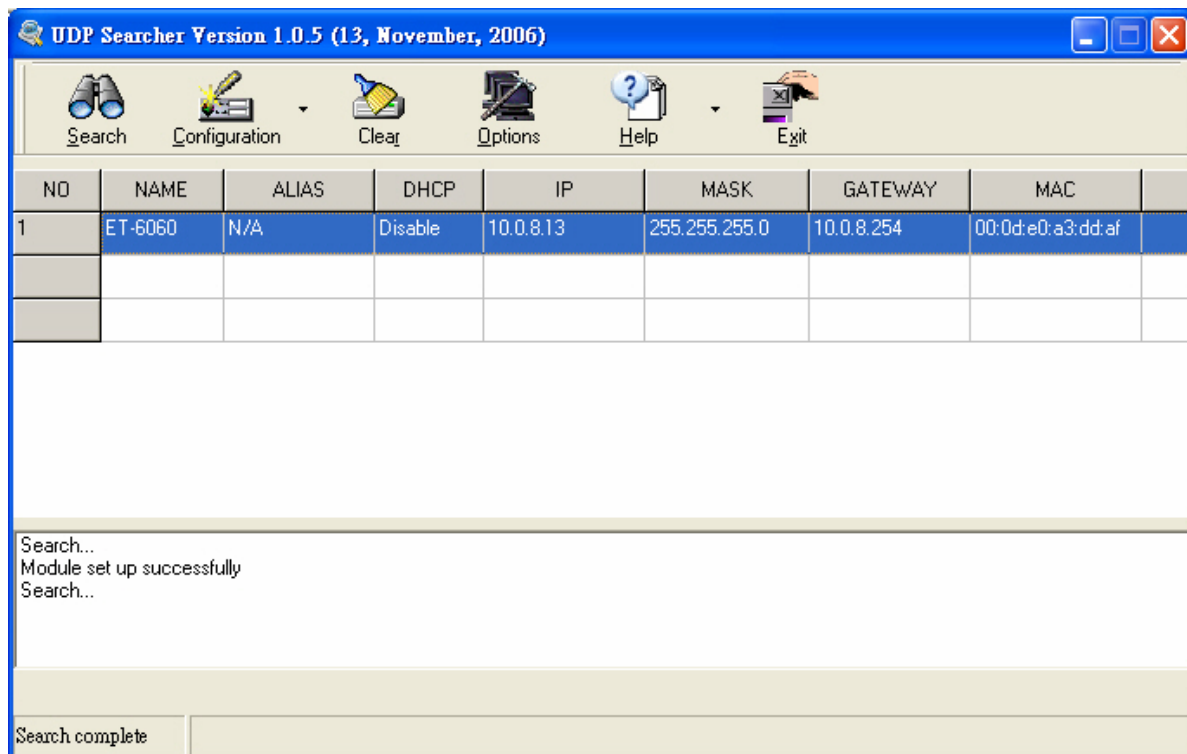 UDP Searcher Version 1.0.5 (13, November, 2006)
Search Configuration Clear Options Help Exit
NO NAME ALIAS DHCP IP MASK GATEWAY MAC
1 ET-6060 N/A Disable 10.0.8.13 255.255.255.0 10.0.8.254 00:0d:e0:a3:dd:af
Search...
Module set up successfully
Search...
Search complete